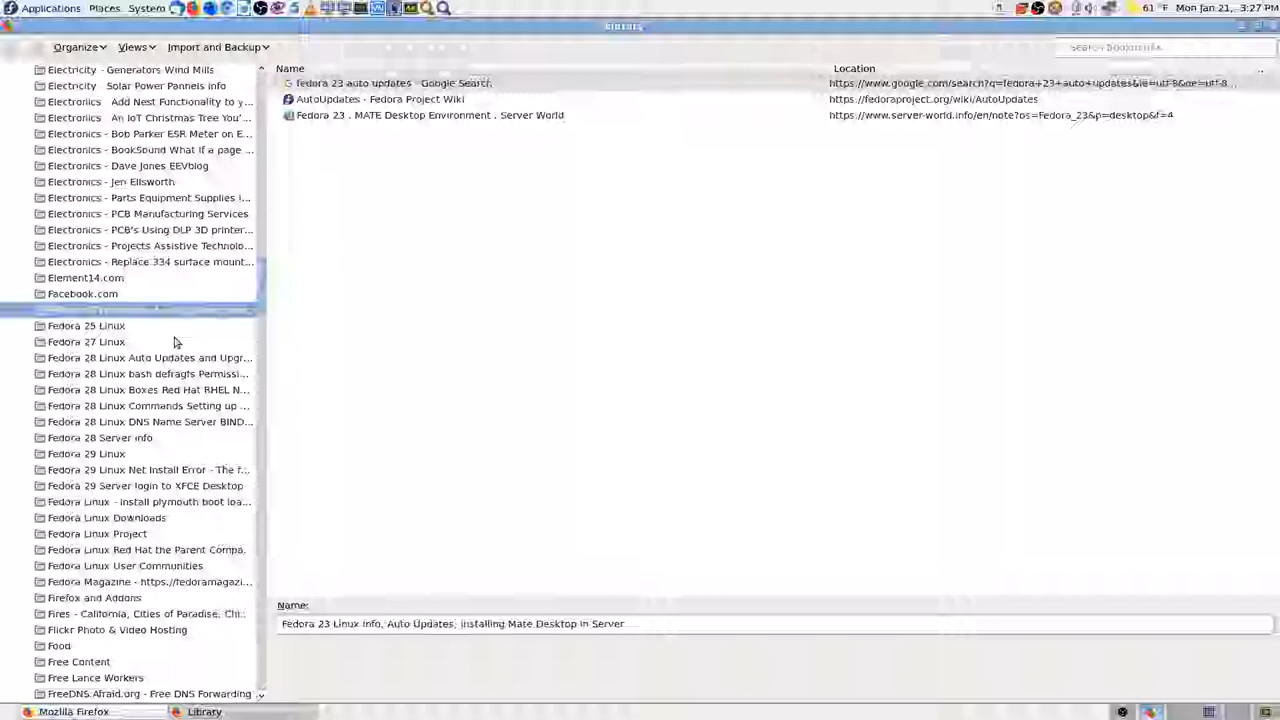 Applications Places System 61 °F Mon Jan 21, 3:27 PM
Library
Organize Views Import and Backup Search Bookmarks
Name Location
Electricity - Generators Wind Mills
Electricity Solar Power Pannels info
Electronics Add Nest Functionality to y...
Electronics An IoT Christmas Tree You'...
Electronics - Bob Parker ESR Meter on E...
Electronics - BookSound What if a page ...
Electronics - Dave Jones EEVblog
Electronics - Jeri Ellsworth
Electronics - Parts Equipment Supplies i...
Electronics - PCB Manufacturing Services
Electronics - PCB's Using DLP 3D printer...
Electronics - Projects Assistive Technolo...
Electronics - Replace 334 surface mount...
Element14.com
Facebook.com
Fedora 25 Linux
Fedora 27 Linux
Fedora 28 Linux Auto Updates and Upgr...
Fedora 28 Linux bash defragfs Permissi...
Fedora 28 Linux Boxes Red Hat RHEL N...
Fedora 28 Linux Commands Setting up ...
Fedora 28 Linux DNS Name Server BIND...
Fedora 28 Server info
Fedora 29 Linux
Fedora 29 Linux Net Install Error - The f...
Fedora 29 Server login to XFCE Desktop
Fedora Linux - install plymouth boot loa...
Fedora Linux Downloads
Fedora Linux Project
Fedora Linux Red Hat the Parent Compa.
Fedora Linux User Communities
Fedora Magazine - https://fedoramagazi...
Firefox and Addons
Fires - California, Cities of Paradise, Chi..
Flickr Photo & Video Hosting
Food
Free Content
Free Lance Workers
FreeDNS.Afraid.org - Free DNS Forwarding
fedora 23 auto updates - Google Search https://www.google.com/search?q=fedora+23+auto+updates&ie=utf-8&oe=utf-8...
AutoUpdates - Fedora Project Wiki https://fedoraproject.org/wiki/AutoUpdates
Fedora 23 . MATE Desktop Environment . Server World https://www.server-world.info/en/note?os=Fedora_23&p=desktop&f=4
Name:
Fedora 23 Linux Info, Auto Updates, installing Mate Desktop in Server
Mozilla Firefox Library